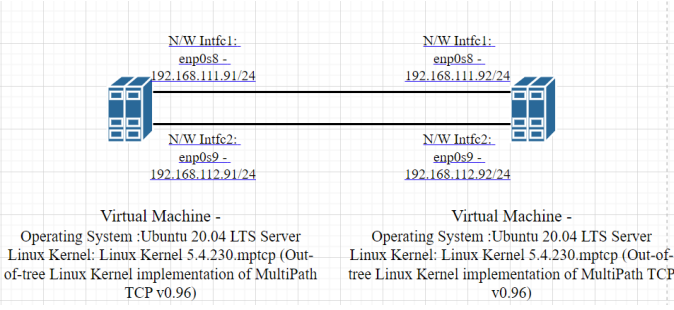 N/W Intfc1:
enp0s8 -
192.168.111.91/24
N/W Intfc1:
enp0s8 -
192.168.111.92/24
N/W Intfc2:
enp0s9 -
192.168.112.91/24
N/W Intfc2:
enp0s9 -
192.168.112.92/24
Virtual Machine -
Operating System :Ubuntu 20.04 LTS Server
Linux Kernel: Linux Kernel 5.4.230.mptcp (Out-
of-tree Linux Kernel implementation of MultiPath
TCP v0.96)
Virtual Machine -
Operating System :Ubuntu 20.04 LTS Server
Linux Kernel: Linux Kernel 5.4.230.mptcp (Out-of-
tree Linux Kernel implementation of MultiPath TCP
v0.96)